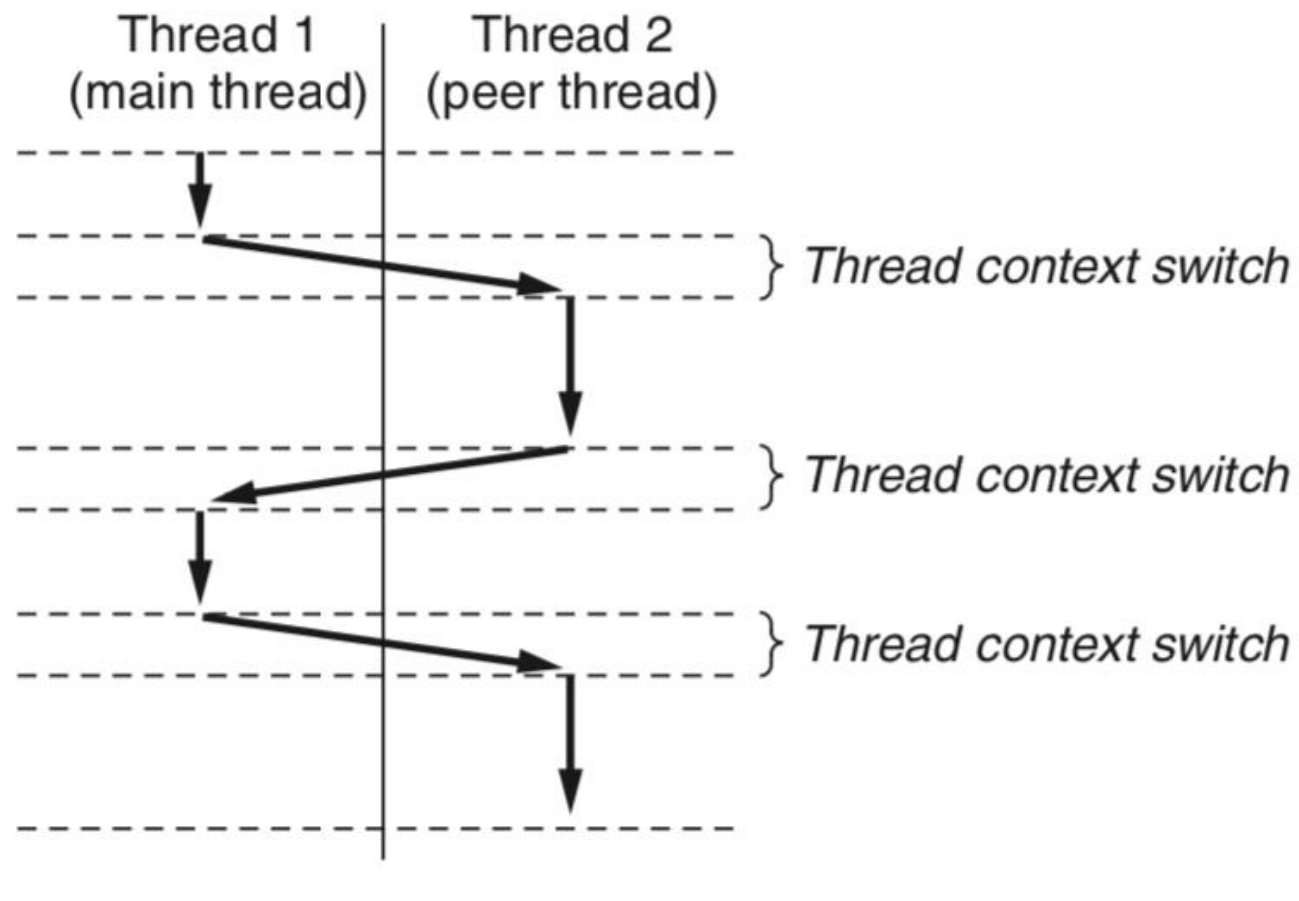 Thread 1
(main thread)
Thread 2
(peer thread)
Thread context switch
Thread context switch
Thread context switch